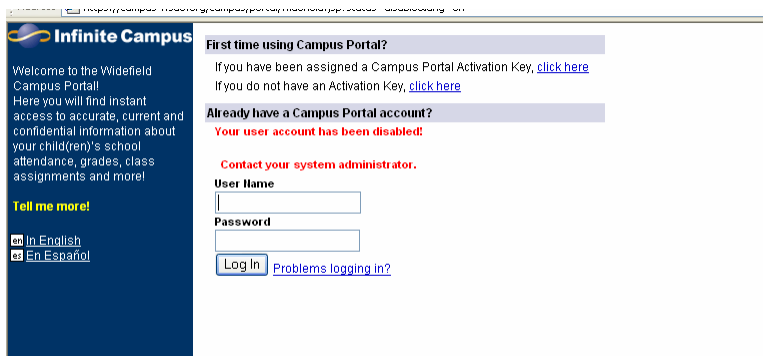 Infinite Campus
Welcome to the Widefield
Campus Portal!
Here you will find instant
access to accurate, current and
confidential information about
your child(ren)'s school
attendance, grades, class
assignments and more!
Tell me more!
en In English
es En Español
First time using Campus Portal?
If you have been assigned a Campus Portal Activation Key, click here
If you do not have an Activation Key, click here
Already have a Campus Portal account?
Your user account has been disabled!
Contact your system administrator.
User Name
Password
Log In Problems logging in?